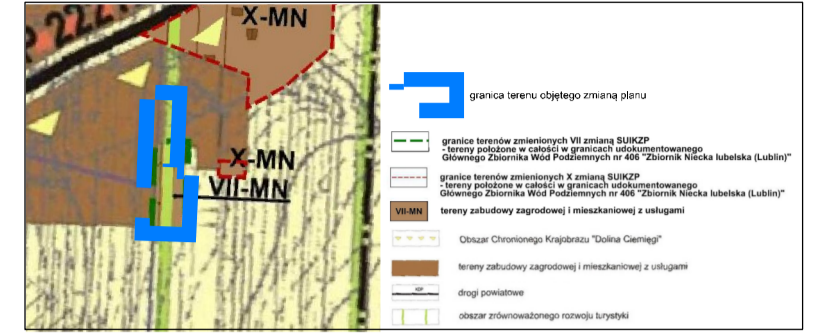 X-MN
P 2221
X-MN
VII-MN
granica terenu objętego zmianą planu
granice terenów zmienionych VII zmianą SUIKZP
- tereny położone w całości w granicach udokumentowanego
Głównego Zbiornika Wód Podziemnych nr 406 "Zbiornik Niecka lubelska (Lublin)"
granice terenów zmienionych X zmianą SUIKZP
- tereny położone w całości w granicach udokumentowanego
Głównego Zbiornika Wód Podziemnych nr 406 "Zbiornik Niecka lubelska (Lublin)"
VII-MN tereny zabudowy zagrodowej i mieszkaniowej z usługami
Obszar Chronionego Krajobrazu "Dolina Ciemięgi"
tereny zabudowy zagrodowej i mieszkaniowej z usługami
drogi powiatowe
obszar zrównoważonego rozwoju turystyki